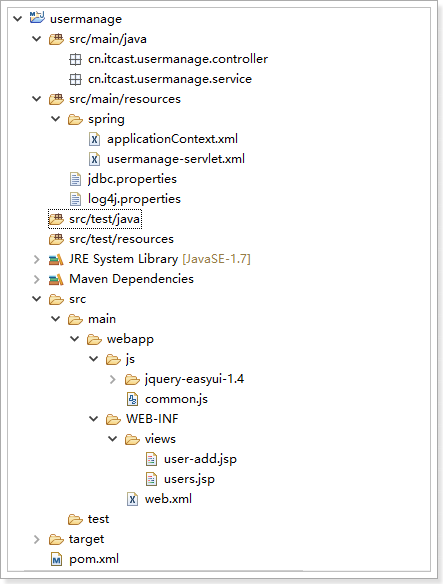 usermanage
src/main/java
cn.itcast.usermanage.controller
cn.itcast.usermanage.service
src/main/resources
spring
applicationContext.xml
usermanage-servlet.xml
jdbc.properties
log4j.properties
src/test/java
src/test/resources
JRE System Library [JavaSE-1.7]
Maven Dependencies
src
main
webapp
js
jquery-easyui-1.4
common.js
WEB-INF
views
user-add.jsp
users.jsp
web.xml
test
target
pom.xml